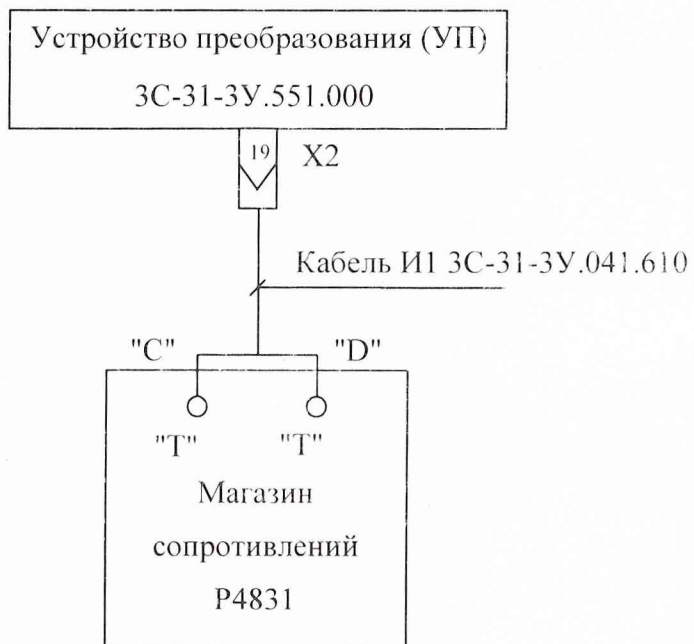 Устройство преобразования (УП)
3С-31-3У.551.000
19
X2
Кабель И1 3С-31-3У.041.610
"C" "D"
"Т" "Т"
Магазин
сопротивлений
Р4831